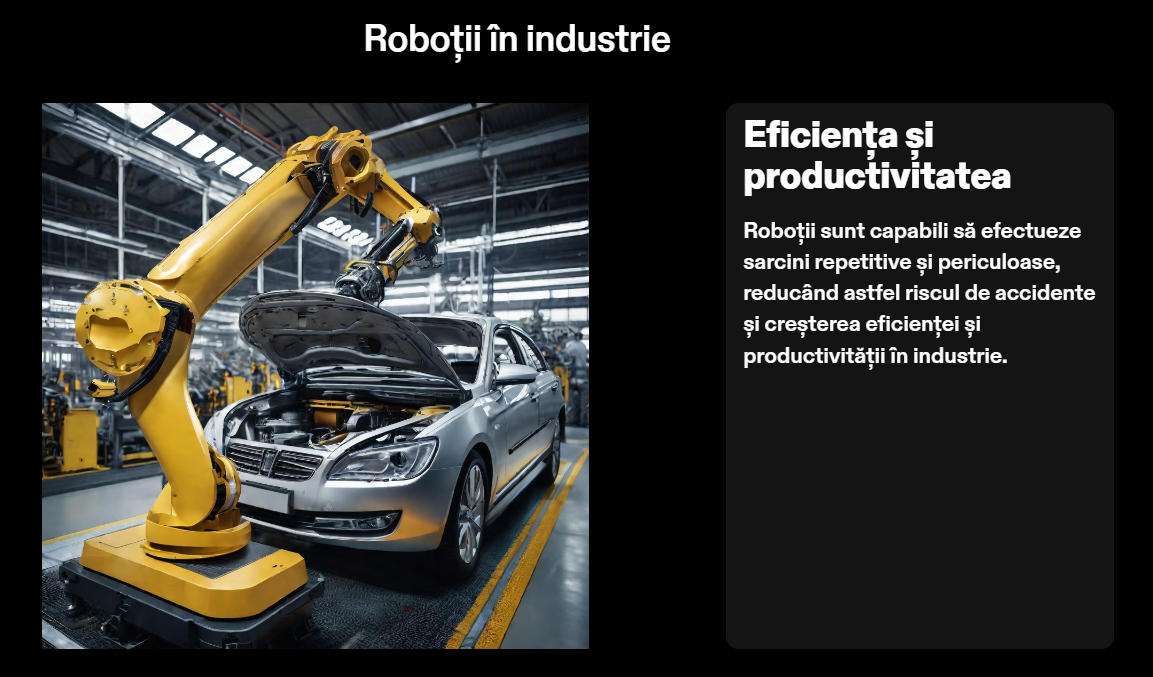 Roboții în industrie
Eficiența și
productivitatea
Roboții sunt capabili să efectueze
sarcini repetitive și periculoase,
reducând astfel riscul de accidente
și creșterea eficienței și
productivității în industrie.